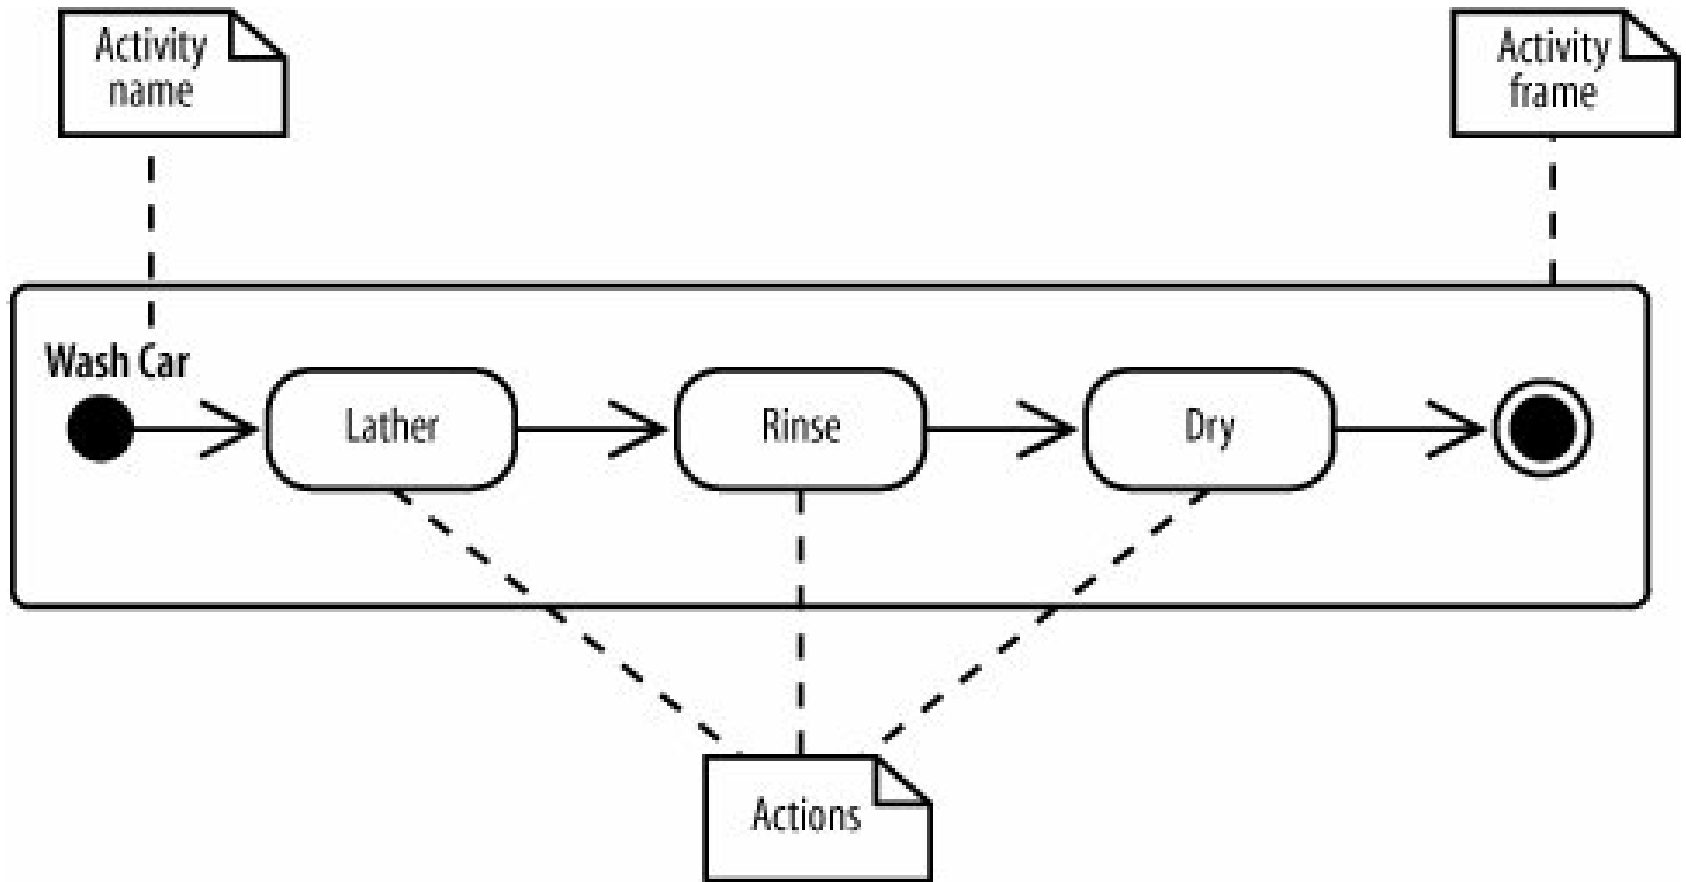 Activity
name
Activity
frame
Wash Car
Lather
Rinse
Dry
Actions